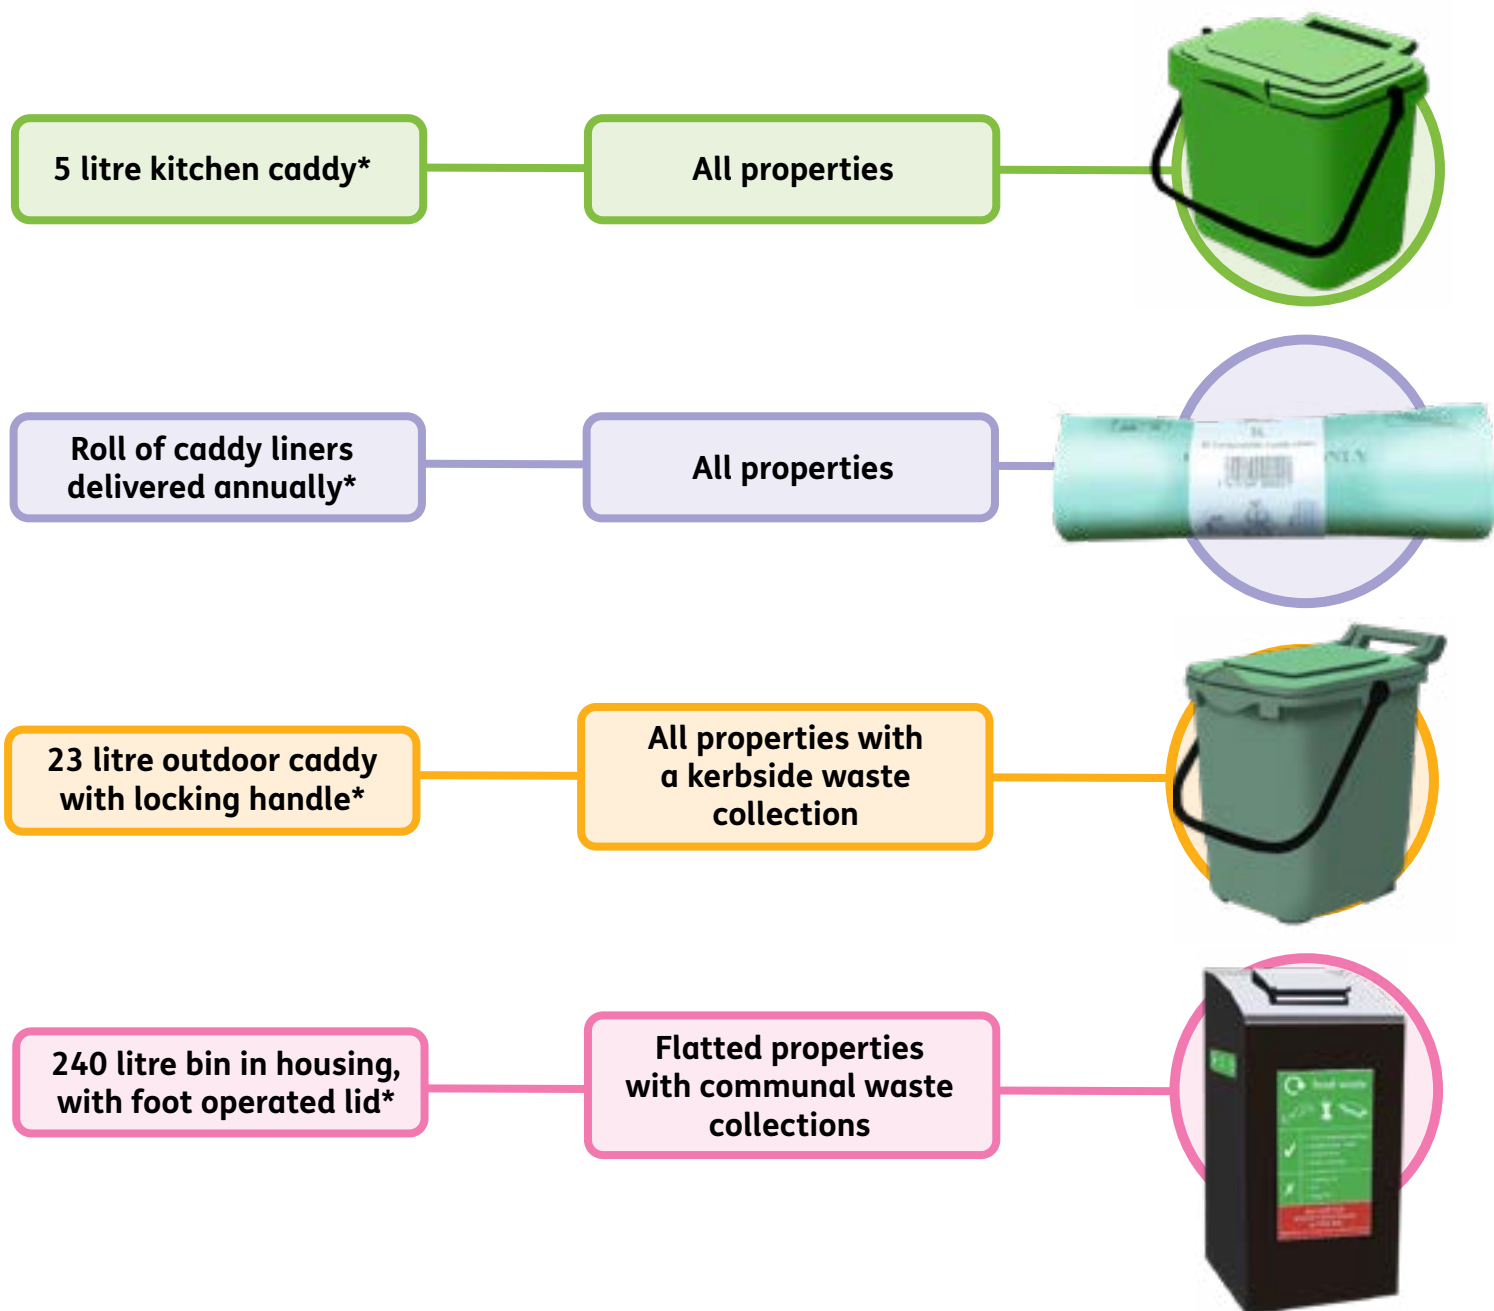 5 litre kitchen caddy*
All properties
Roll of caddy liners
delivered annually*
All properties
23 litre outdoor caddy
with locking handle*
All properties with
a kerbside waste
collection
240 litre bin in housing,
with foot operated lid*
Flatted properties
with communal waste
collections
food waste